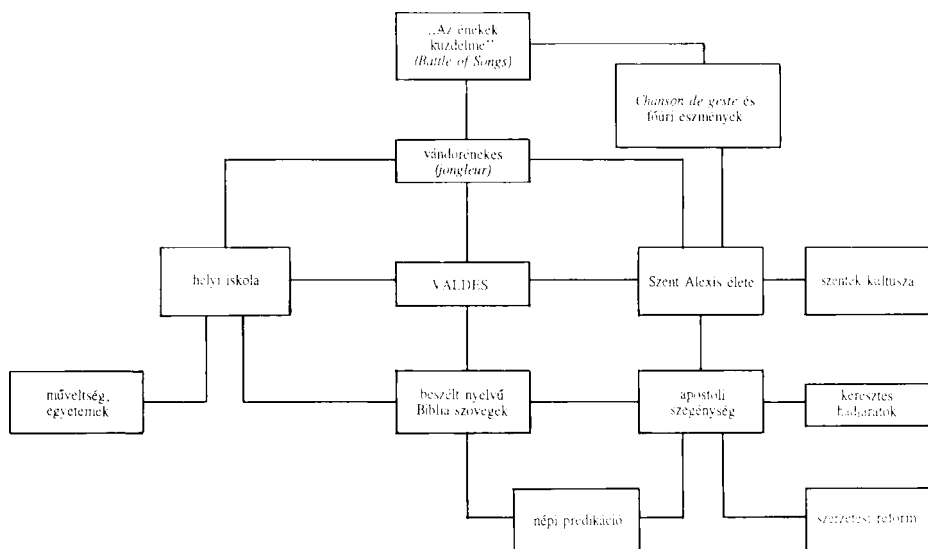 „Az énekek
küzdelme”
(Battle of Songs)
Chanson de geste és
főúri eszmények
vándorénekes
(jongleur)
helyi iskola
VALDES
Szent Alexis élete
szentek kultusza
műveltség,
egyetemek
beszélt nyelvű
Biblia szövegek
apostoli
szegénység
keresztes
hadjáratok
népi predikáció
szerzetesi reform